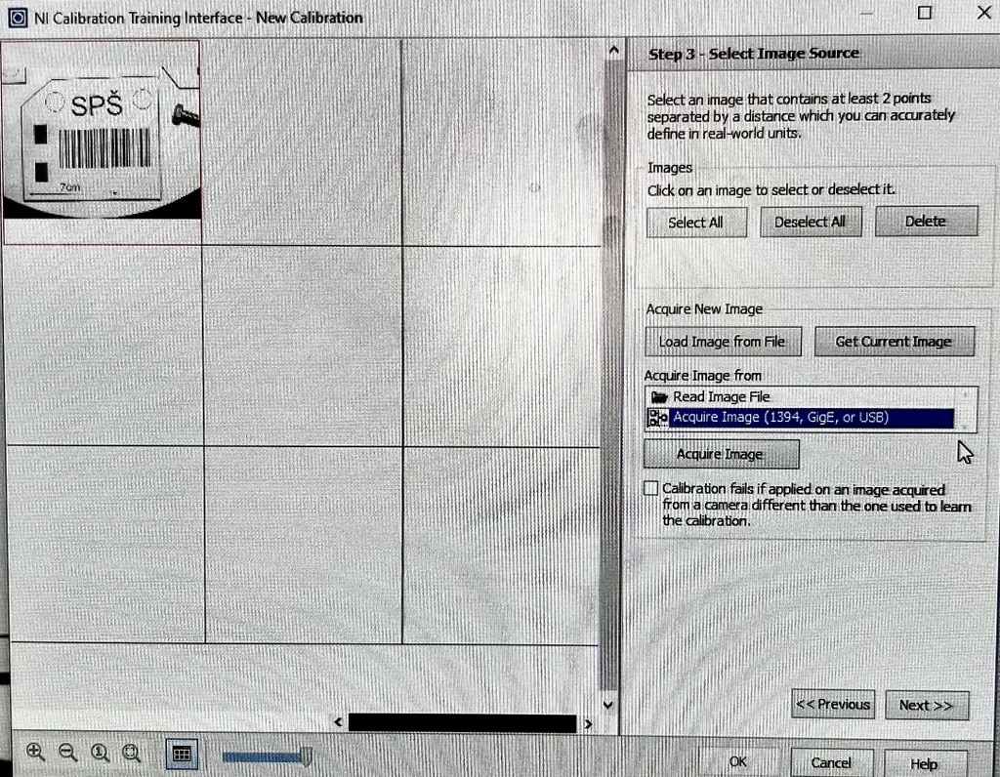 NI Calibration Training Interface - New Calibration
SPŠ
7cm
Step 3 - Select Image Source
Select an image that contains at least 2 points
separated by a distance which you can accurately
define in real-world units.
Images
Click on an image to select or deselect it.
Select All
Deselect All
Delete
Acquire New Image
Load Image from File
Get Current Image
Acquire Image from
Read Image File
Acquire Image (1394, GigE, or USB)
Acquire Image
Calibration fails if applied on an image acquired
from a camera different than the one used to learn
the calibration.
<< Previous
Next >>
OK
Cancel
Help